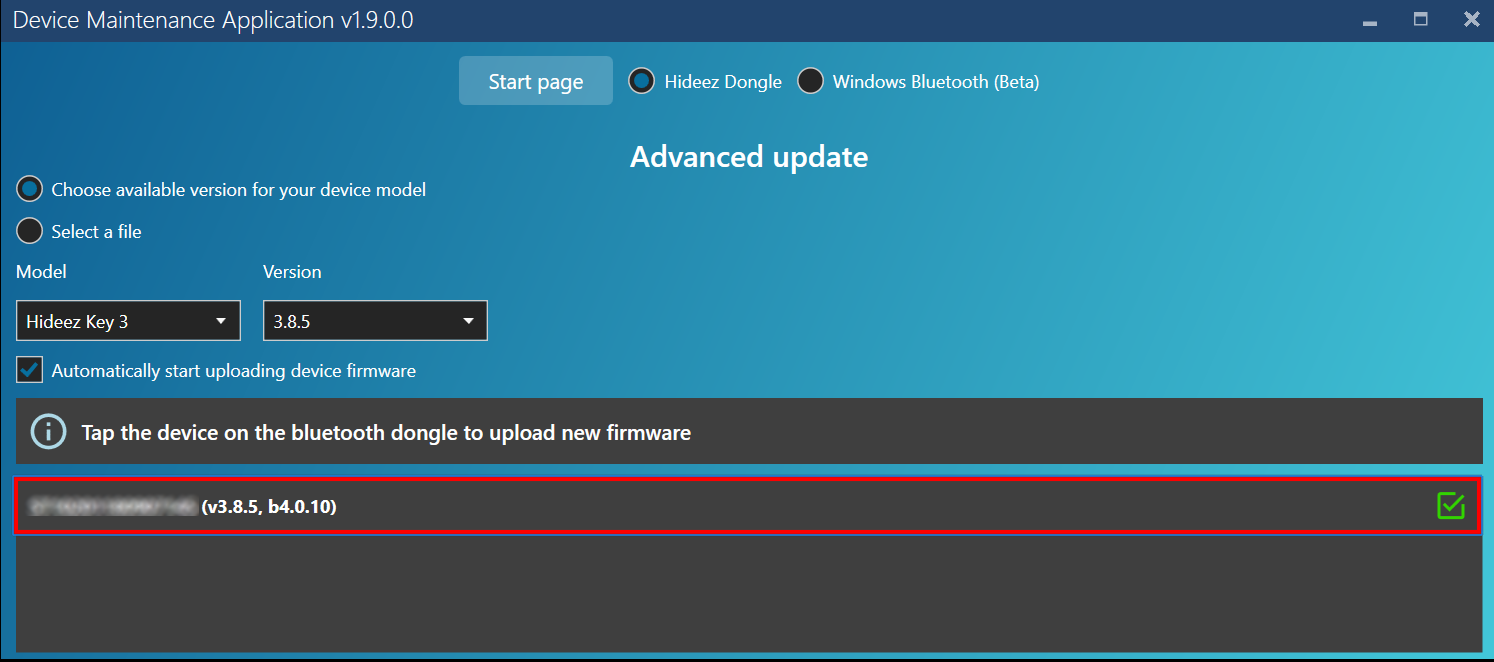 Device Maintenance Application v1.9.0.0
Start page
Hideez Dongle
Windows Bluetooth (Beta)
Advanced update
Choose available version for your device model
Select a file
Model
Version
Hideez Key 3
3.8.5
Automatically start uploading device firmware
Tap the device on the bluetooth dongle to upload new firmware
(v3.8.5, b4.0.10)